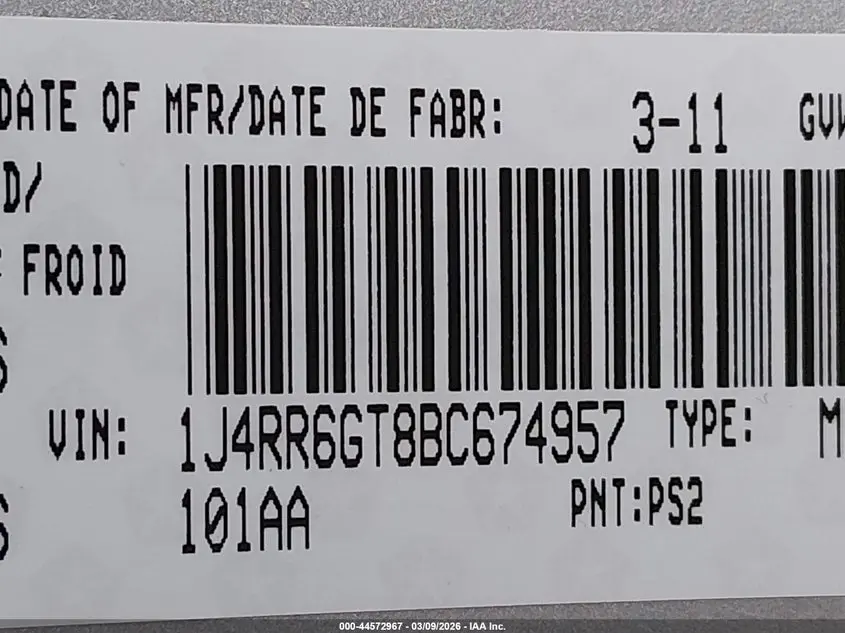 DATE OF MFR/DATE DE FABR: 3-11
D/
FROID
VIN: 1J4RR6GT8BC674957 TYPE: M
101AA PNT:PS2
000-44572967 - 03/09/2026 - IAA Inc.